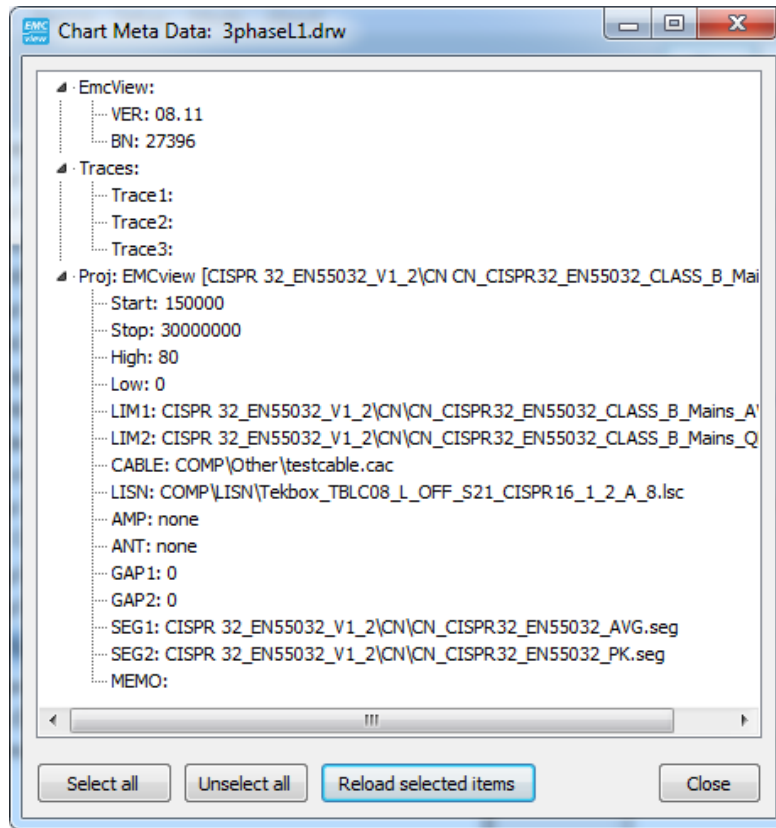 EMC
view
Chart Meta Data: 3phaseL1.drw
EmcView:
VER: 08.11
BN: 27396
Traces:
Trace1:
Trace2:
Trace3:
Proj: EMCview [CISPR 32_EN55032_V1_2\CN CN_CISPR32_EN55032_CLASS_B_Mai
Start: 150000
Stop: 30000000
High: 80
Low: 0
LIM1: CISPR 32_EN55032_V1_2\CN\CN_CISPR32_EN55032_CLASS_B_Mains_A
LIM2: CISPR 32_EN55032_V1_2\CN\CN_CISPR32_EN55032_CLASS_B_Mains_Q
CABLE: COMP\Other\testcable.cac
LISN: COMP\LISN\Tekbox_TBLC08_L_OFF_S21_CISPR16_1_2_A_8.lsc
AMP: none
ANT: none
GAP1: 0
GAP2: 0
SEG1: CISPR 32_EN55032_V1_2\CN\CN_CISPR32_EN55032_AVG.seg
SEG2: CISPR 32_EN55032_V1_2\CN\CN_CISPR32_EN55032_PK.seg
MEMO:
Select all Unselect all Reload selected items Close